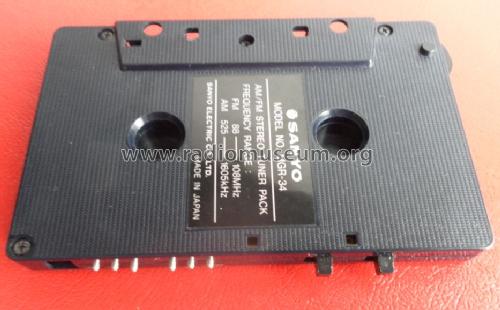 SANYO
MODEL NO. MGR-34
AM/FM STEREO TUNER PACK
FREQUENCY RANGE :
FM 88 108MHz
AM 525 1605kHz.
SANYO ELECTRIC CO., LTD.
MADE IN JAPAN
www.radiomuseum.org